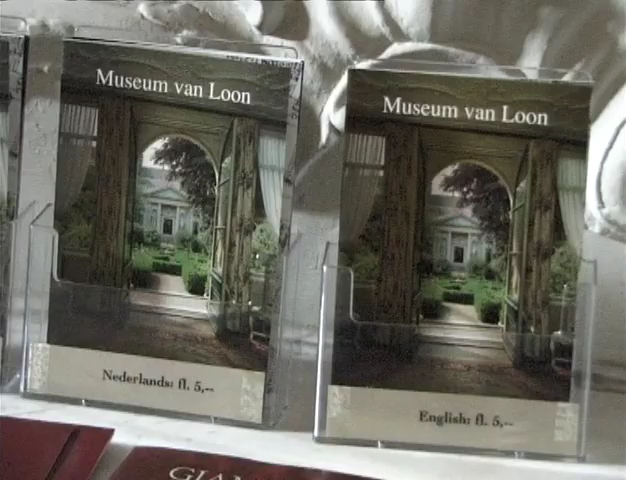 Museum van Loon
Nederlands: fl. 5,--
Museum van Loon
English: fl. 5,--